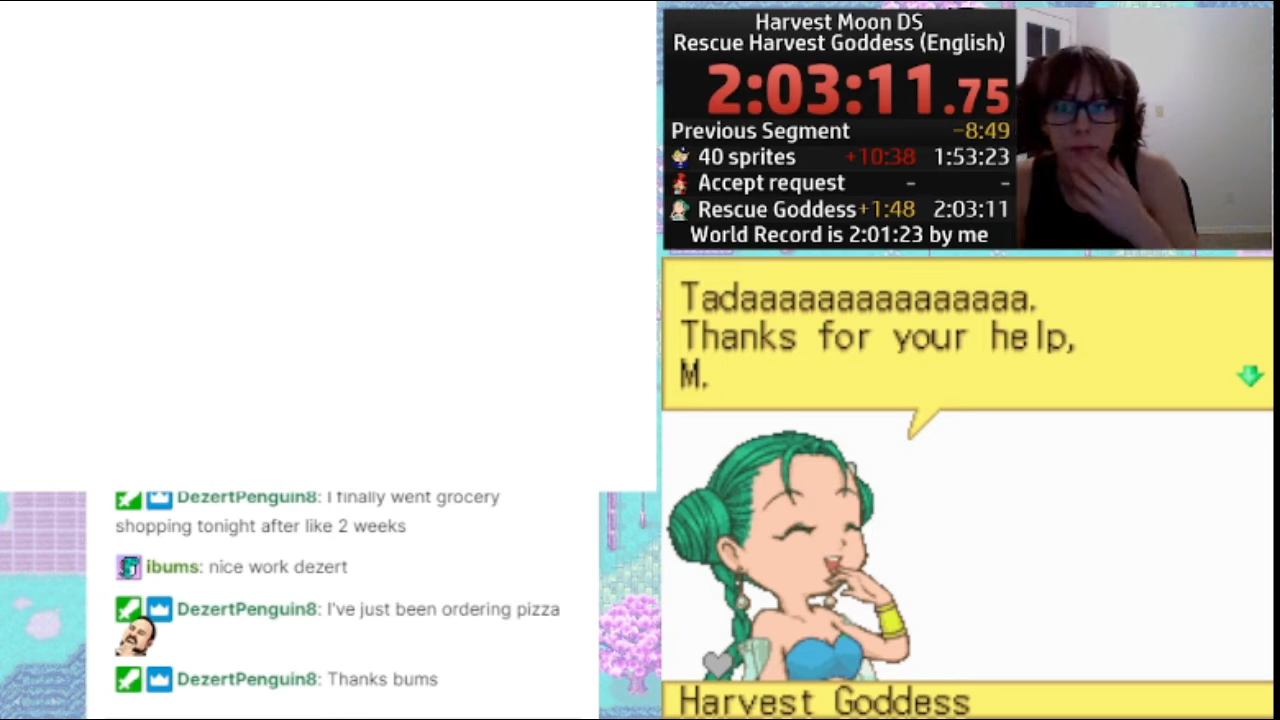 Harvest Moon DS
Rescue Harvest Goddess (English)
2:03:11.75
Previous Segment -8:49
40 sprites +10:38 1:53:23
Accept request - -
Rescue Goddess +1:48 2:03:11
World Record is 2:01:23 by me
Tadaaaaaaaaaaaaaaaa.
Thanks for your help,
M.
Harvest Goddess
DezertPenguin8: I finally went grocery
shopping tonight after like 2 weeks
ibums: nice work dezert
DezertPenguin8: I've just been ordering pizza
DezertPenguin8: Thanks bums